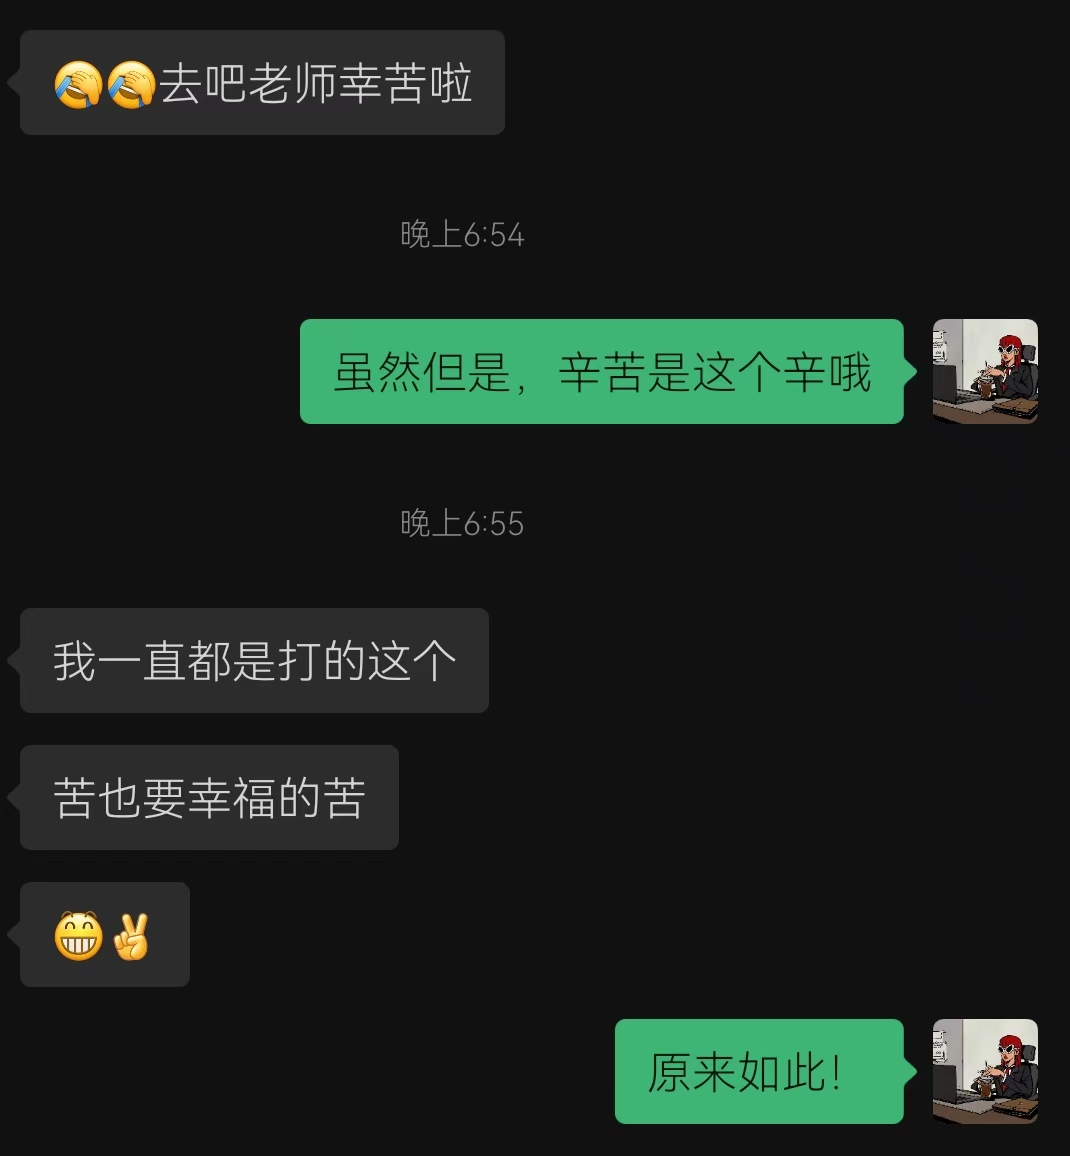 🤦🤦去吧老师幸苦啦
晚上6:54
虽然但是，辛苦是这个辛哦
晚上6:55
我一直都是打的这个
苦也要幸福的苦
😁✌️
原来如此！